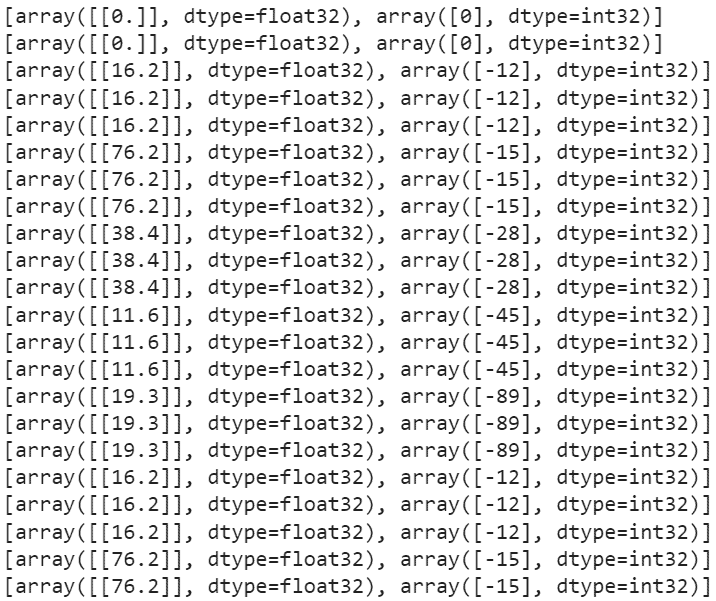 [array([[0.]], dtype=float32), array([0], dtype=int32)]
[array([[0.]], dtype=float32), array([0], dtype=int32)]
[array([[16.2]], dtype=float32), array([-12], dtype=int32)]
[array([[16.2]], dtype=float32), array([-12], dtype=int32)]
[array([[16.2]], dtype=float32), array([-12], dtype=int32)]
[array([[76.2]], dtype=float32), array([-15], dtype=int32)]
[array([[76.2]], dtype=float32), array([-15], dtype=int32)]
[array([[76.2]], dtype=float32), array([-15], dtype=int32)]
[array([[38.4]], dtype=float32), array([-28], dtype=int32)]
[array([[38.4]], dtype=float32), array([-28], dtype=int32)]
[array([[38.4]], dtype=float32), array([-28], dtype=int32)]
[array([[11.6]], dtype=float32), array([-45], dtype=int32)]
[array([[11.6]], dtype=float32), array([-45], dtype=int32)]
[array([[11.6]], dtype=float32), array([-45], dtype=int32)]
[array([[19.3]], dtype=float32), array([-89], dtype=int32)]
[array([[19.3]], dtype=float32), array([-89], dtype=int32)]
[array([[19.3]], dtype=float32), array([-89], dtype=int32)]
[array([[16.2]], dtype=float32), array([-12], dtype=int32)]
[array([[16.2]], dtype=float32), array([-12], dtype=int32)]
[array([[16.2]], dtype=float32), array([-12], dtype=int32)]
[array([[76.2]], dtype=float32), array([-15], dtype=int32)]
[array([[76.2]], dtype=float32), array([-15], dtype=int32)]